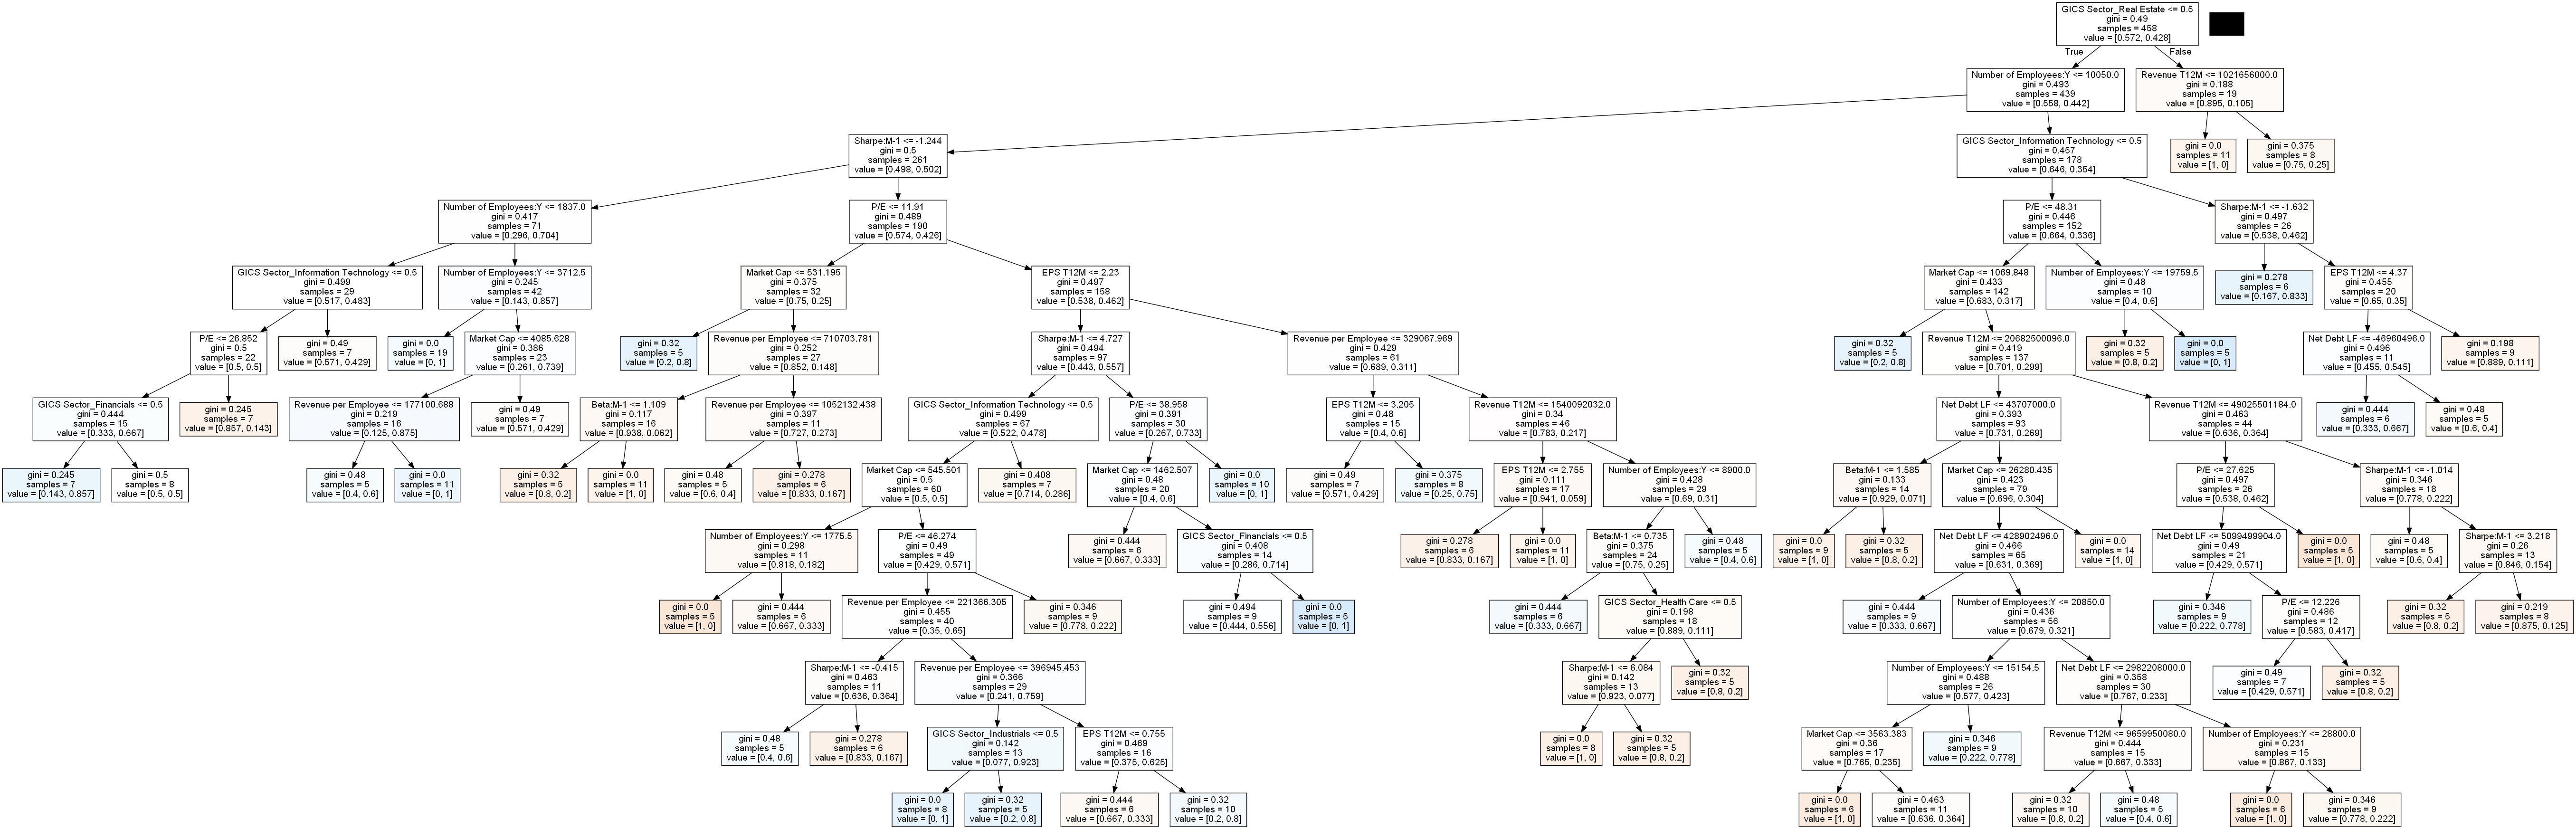 GICS Sector_Real Estate <= 0.5
gini = 0.49
samples = 458
value = [0.572, 0.428]
True
False
Number of Employees:Y <= 10050.0
gini = 0.493
samples = 439
value = [0.558, 0.442]
Revenue T12M <= 1021656000.0
gini = 0.188
samples = 19
value = [0.895, 0.105]
Sharpe:M-1 <= -1.244
gini = 0.5
samples = 261
value = [0.498, 0.502]
GICS Sector_Information Technology <= 0.5
gini = 0.457
samples = 178
value = [0.646, 0.354]
gini = 0.0
samples = 11
value = [1, 0]
gini = 0.375
samples = 8
value = [0.75, 0.25]
Number of Employees:Y <= 1837.0
gini = 0.417
samples = 71
value = [0.296, 0.704]
P/E <= 11.91
gini = 0.489
samples = 190
value = [0.574, 0.426]
P/E <= 48.31
gini = 0.446
samples = 152
value = [0.664, 0.336]
Sharpe:M-1 <= -1.632
gini = 0.497
samples = 26
value = [0.538, 0.462]
GICS Sector_Information Technology <= 0.5
gini = 0.499
samples = 29
value = [0.517, 0.483]
Number of Employees:Y <= 3712.5
gini = 0.245
samples = 42
value = [0.143, 0.857]
Market Cap <= 531.195
gini = 0.375
samples = 32
value = [0.75, 0.25]
EPS T12M <= 2.23
gini = 0.497
samples = 158
value = [0.538, 0.462]
Market Cap <= 1069.848
gini = 0.433
samples = 142
value = [0.683, 0.317]
Number of Employees:Y <= 19759.5
gini = 0.48
samples = 10
value = [0.4, 0.6]
gini = 0.278
samples = 6
value = [0.167, 0.833]
EPS T12M <= 4.37
gini = 0.455
samples = 20
value = [0.65, 0.35]
P/E <= 26.852
gini = 0.5
samples = 22
value = [0.5, 0.5]
gini = 0.49
samples = 7
value = [0.571, 0.429]
gini = 0.0
samples = 19
value = [0, 1]
Market Cap <= 4085.628
gini = 0.386
samples = 23
value = [0.261, 0.739]
gini = 0.32
samples = 5
value = [0.2, 0.8]
Revenue per Employee <= 710703.781
gini = 0.252
samples = 27
value = [0.852, 0.148]
Sharpe:M-1 <= 4.727
gini = 0.494
samples = 97
value = [0.443, 0.557]
Revenue per Employee <= 329067.969
gini = 0.429
samples = 61
value = [0.689, 0.311]
gini = 0.32
samples = 5
value = [0.2, 0.8]
Revenue T12M <= 20682500096.0
gini = 0.419
samples = 137
value = [0.701, 0.299]
gini = 0.32
samples = 5
value = [0.8, 0.2]
gini = 0.0
samples = 5
value = [0, 1]
Net Debt LF <= -46960496.0
gini = 0.496
samples = 11
value = [0.455, 0.545]
gini = 0.198
samples = 9
value = [0.889, 0.111]
GICS Sector_Financials <= 0.5
gini = 0.444
samples = 15
value = [0.333, 0.667]
gini = 0.245
samples = 7
value = [0.857, 0.143]
Revenue per Employee <= 177100.688
gini = 0.219
samples = 16
value = [0.125, 0.875]
gini = 0.49
samples = 7
value = [0.571, 0.429]
Beta:M-1 <= 1.109
gini = 0.117
samples = 16
value = [0.938, 0.062]
Revenue per Employee <= 1052132.438
gini = 0.397
samples = 11
value = [0.727, 0.273]
GICS Sector_Information Technology <= 0.5
gini = 0.499
samples = 67
value = [0.522, 0.478]
P/E <= 38.958
gini = 0.391
samples = 30
value = [0.267, 0.733]
EPS T12M <= 3.205
gini = 0.48
samples = 15
value = [0.4, 0.6]
Revenue T12M <= 1540092032.0
gini = 0.34
samples = 46
value = [0.783, 0.217]
Net Debt LF <= 43707000.0
gini = 0.393
samples = 93
value = [0.731, 0.269]
Revenue T12M <= 49025501184.0
gini = 0.463
samples = 44
value = [0.636, 0.364]
gini = 0.444
samples = 6
value = [0.333, 0.667]
gini = 0.48
samples = 5
value = [0.6, 0.4]
gini = 0.245
samples = 7
value = [0.143, 0.857]
gini = 0.5
samples = 8
value = [0.5, 0.5]
gini = 0.48
samples = 5
value = [0.4, 0.6]
gini = 0.0
samples = 11
value = [0, 1]
gini = 0.32
samples = 5
value = [0.8, 0.2]
gini = 0.0
samples = 11
value = [1, 0]
gini = 0.48
samples = 5
value = [0.6, 0.4]
gini = 0.278
samples = 6
value = [0.833, 0.167]
Market Cap <= 545.501
gini = 0.5
samples = 60
value = [0.5, 0.5]
gini = 0.408
samples = 7
value = [0.714, 0.286]
Market Cap <= 1462.507
gini = 0.48
samples = 20
value = [0.4, 0.6]
gini = 0.0
samples = 10
value = [0, 1]
gini = 0.49
samples = 7
value = [0.571, 0.429]
gini = 0.375
samples = 8
value = [0.25, 0.75]
EPS T12M <= 2.755
gini = 0.111
samples = 17
value = [0.941, 0.059]
Number of Employees:Y <= 8900.0
gini = 0.428
samples = 29
value = [0.69, 0.31]
Beta:M-1 <= 1.585
gini = 0.133
samples = 14
value = [0.929, 0.071]
Market Cap <= 26280.435
gini = 0.423
samples = 79
value = [0.696, 0.304]
P/E <= 27.625
gini = 0.497
samples = 26
value = [0.538, 0.462]
Sharpe:M-1 <= -1.014
gini = 0.346
samples = 18
value = [0.778, 0.222]
Number of Employees:Y <= 1775.5
gini = 0.298
samples = 11
value = [0.818, 0.182]
P/E <= 46.274
gini = 0.49
samples = 49
value = [0.429, 0.571]
gini = 0.444
samples = 6
value = [0.667, 0.333]
GICS Sector_Financials <= 0.5
gini = 0.408
samples = 14
value = [0.286, 0.714]
gini = 0.278
samples = 6
value = [0.833, 0.167]
gini = 0.0
samples = 11
value = [1, 0]
Beta:M-1 <= 0.735
gini = 0.375
samples = 24
value = [0.75, 0.25]
gini = 0.48
samples = 5
value = [0.4, 0.6]
gini = 0.0
samples = 9
value = [1, 0]
gini = 0.32
samples = 5
value = [0.8, 0.2]
Net Debt LF <= 428902496.0
gini = 0.466
samples = 65
value = [0.631, 0.369]
gini = 0.0
samples = 14
value = [1, 0]
Net Debt LF <= 5099499904.0
gini = 0.49
samples = 21
value = [0.429, 0.571]
gini = 0.0
samples = 5
value = [1, 0]
gini = 0.48
samples = 5
value = [0.6, 0.4]
Sharpe:M-1 <= 3.218
gini = 0.26
samples = 13
value = [0.846, 0.154]
gini = 0.0
samples = 5
value = [1, 0]
gini = 0.444
samples = 6
value = [0.667, 0.333]
Revenue per Employee <= 221366.305
gini = 0.455
samples = 40
value = [0.35, 0.65]
gini = 0.346
samples = 9
value = [0.778, 0.222]
gini = 0.494
samples = 9
value = [0.444, 0.556]
gini = 0.0
samples = 5
value = [0, 1]
gini = 0.444
samples = 6
value = [0.333, 0.667]
GICS Sector_Health Care <= 0.5
gini = 0.198
samples = 18
value = [0.889, 0.111]
gini = 0.444
samples = 9
value = [0.333, 0.667]
Number of Employees:Y <= 20850.0
gini = 0.436
samples = 56
value = [0.679, 0.321]
gini = 0.346
samples = 9
value = [0.222, 0.778]
P/E <= 12.226
gini = 0.486
samples = 12
value = [0.583, 0.417]
gini = 0.32
samples = 5
value = [0.8, 0.2]
gini = 0.219
samples = 8
value = [0.875, 0.125]
Sharpe:M-1 <= -0.415
gini = 0.463
samples = 11
value = [0.636, 0.364]
Revenue per Employee <= 396945.453
gini = 0.366
samples = 29
value = [0.241, 0.759]
Sharpe:M-1 <= 6.084
gini = 0.142
samples = 13
value = [0.923, 0.077]
gini = 0.32
samples = 5
value = [0.8, 0.2]
Number of Employees:Y <= 15154.5
gini = 0.488
samples = 26
value = [0.577, 0.423]
Net Debt LF <= 2982208000.0
gini = 0.358
samples = 30
value = [0.767, 0.233]
gini = 0.49
samples = 7
value = [0.429, 0.571]
gini = 0.32
samples = 5
value = [0.8, 0.2]
gini = 0.48
samples = 5
value = [0.4, 0.6]
gini = 0.278
samples = 6
value = [0.833, 0.167]
GICS Sector_Industrials <= 0.5
gini = 0.142
samples = 13
value = [0.077, 0.923]
EPS T12M <= 0.755
gini = 0.469
samples = 16
value = [0.375, 0.625]
gini = 0.0
samples = 8
value = [1, 0]
gini = 0.32
samples = 5
value = [0.8, 0.2]
Market Cap <= 3563.383
gini = 0.36
samples = 17
value = [0.765, 0.235]
gini = 0.346
samples = 9
value = [0.222, 0.778]
Revenue T12M <= 9659950080.0
gini = 0.444
samples = 15
value = [0.667, 0.333]
Number of Employees:Y <= 28800.0
gini = 0.231
samples = 15
value = [0.867, 0.133]
gini = 0.0
samples = 8
value = [0, 1]
gini = 0.32
samples = 5
value = [0.2, 0.8]
gini = 0.444
samples = 6
value = [0.667, 0.333]
gini = 0.32
samples = 10
value = [0.2, 0.8]
gini = 0.0
samples = 6
value = [1, 0]
gini = 0.463
samples = 11
value = [0.636, 0.364]
gini = 0.32
samples = 10
value = [0.8, 0.2]
gini = 0.48
samples = 5
value = [0.4, 0.6]
gini = 0.0
samples = 6
value = [1, 0]
gini = 0.346
samples = 9
value = [0.778, 0.222]